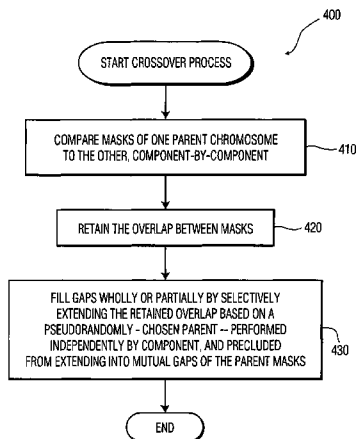 400
START CROSSOVER PROCESS
COMPARE MASKS OF ONE PARENT CHROMOSOME
TO THE OTHER, COMPONENT-BY-COMPONENT
410
RETAIN THE OVERLAP BETWEEN MASKS
420
FILL GAPS WHOLLY OR PARTIALLY BY SELECTIVELY
EXTENDING THE RETAINED OVERLAP BASED ON A
PSEUDORANDOMLY - CHOSEN PARENT -- PERFORMED
INDEPENDENTLY BY COMPONENT, AND PRECLUDED
FROM EXTENDING INTO MUTUAL GAPS OF THE PARENT MASKS
430
END